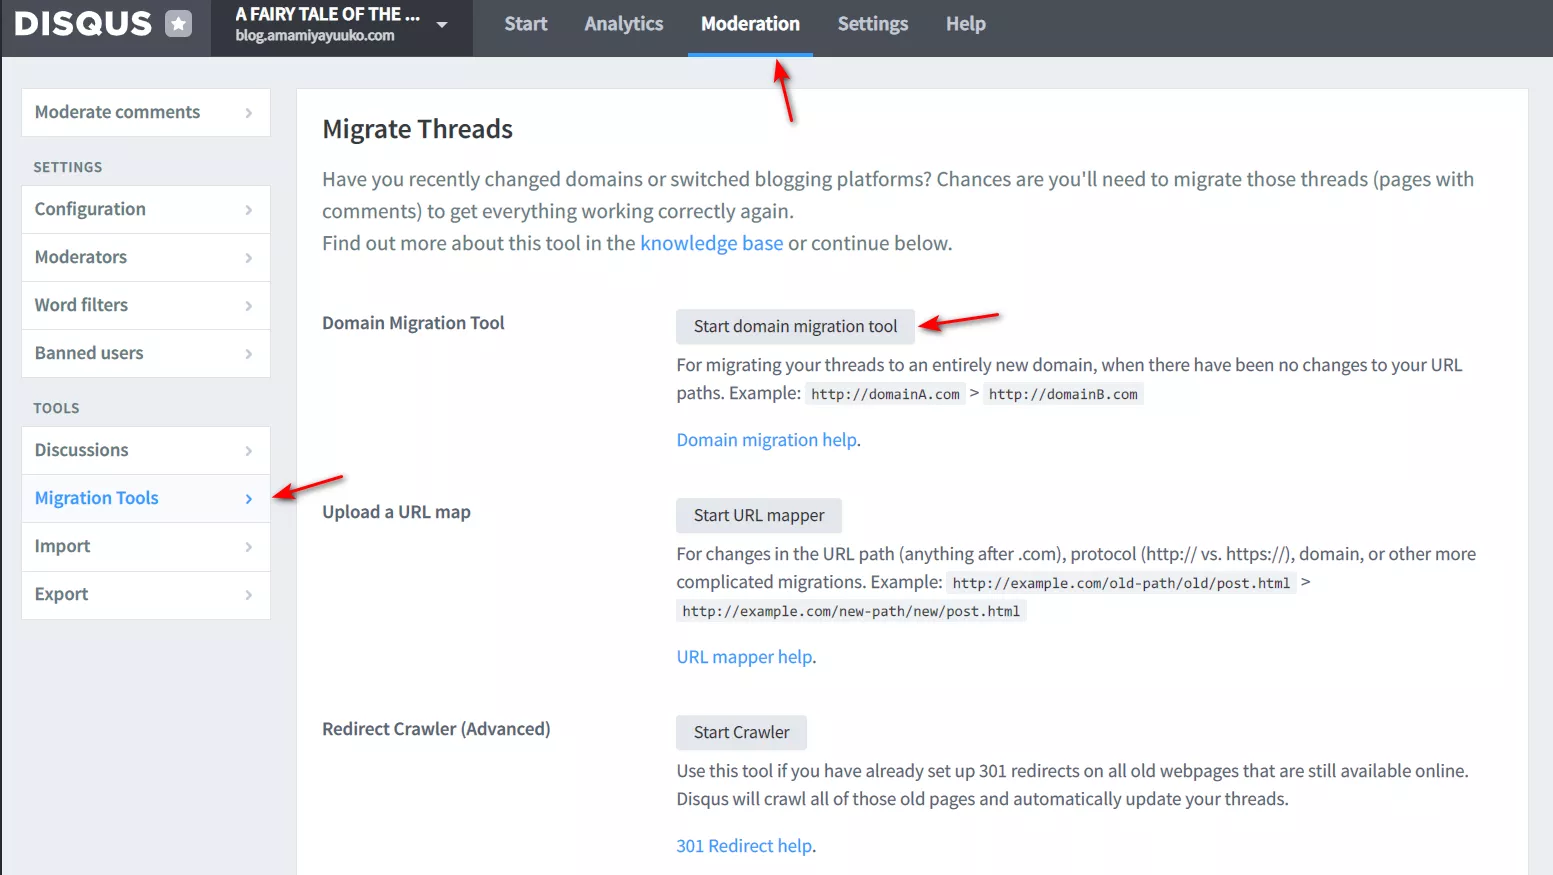 DISQUS
A FAIRY TALE OF THE ...
blog.amamiyayuuko.com
Start
Analytics
Moderation
Settings
Help
Moderate comments
SETTINGS
Configuration
Moderators
Word filters
Banned users
TOOLS
Discussions
Migration Tools
Import
Export
Migrate Threads
Have you recently changed domains or switched blogging platforms? Chances are you'll need to migrate those threads (pages with
comments) to get everything working correctly again.
Find out more about this tool in the knowledge base or continue below.
Domain Migration Tool
Start domain migration tool
For migrating your threads to an entirely new domain, when there have been no changes to your URL
paths. Example: http://domainA.com > http://domainB.com
Domain migration help.
Upload a URL map
Start URL mapper
For changes in the URL path (anything after .com), protocol (http:// vs. https://), domain, or other more
complicated migrations. Example: http://example.com/old-path/old/post.html >
http://example.com/new-path/new/post.html
URL mapper help.
Redirect Crawler (Advanced)
Start Crawler
Use this tool if you have already set up 301 redirects on all old webpages that are still available online.
Disqus will crawl all of those old pages and automatically update your threads.
301 Redirect help.